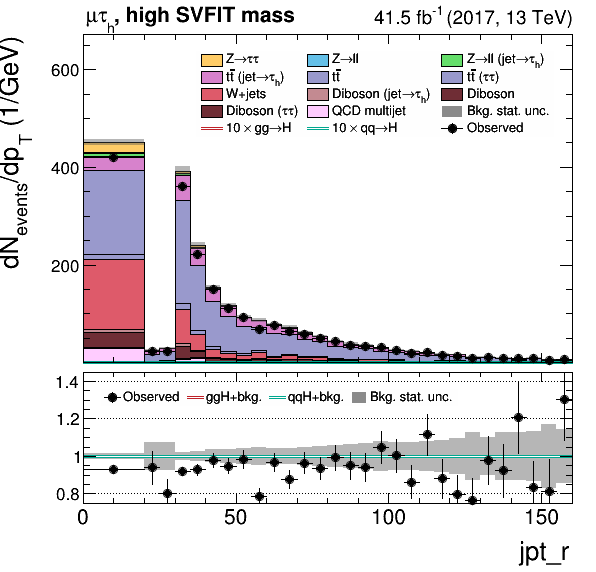 μτh, high SVFIT mass 41.5 fb⁻¹ (2017, 13 TeV)
dNevents/dpT (1/GeV)
600
400
200
Z→ττ Z→ll Z→ll (jet→τh)
tt̄ (jet→τh) tt̄ tt̄ (ττ)
W+jets Diboson (jet→τh) Diboson
Diboson (ττ) QCD multijet Bkg. stat. unc.
10 × gg→H 10 × qq→H Observed
1.4
1.2
1
0.8
Observed ggH+bkg. qqH+bkg. Bkg. stat. unc.
0 50 100 150
jpt_r